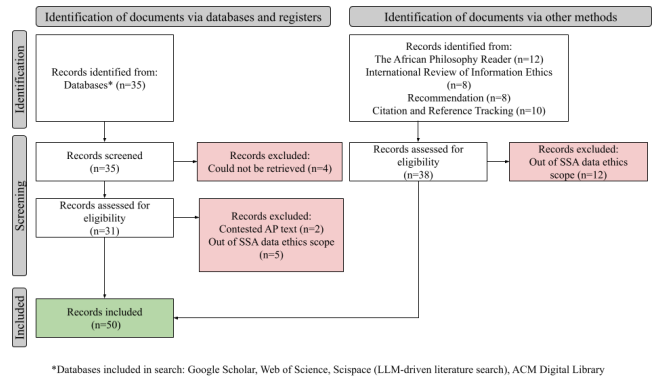 Identification of documents via databases and registers
Identification of documents via other methods
Identification
Records identified from:
Databases* (n=35)
Records identified from:
The African Philosophy Reader (n=12)
International Review of Information Ethics
(n=8)
Recommendation (n=8)
Citation and Reference Tracking (n=10)
Screening
Records screened
(n=35)
Records excluded:
Could not be retrieved (n=4)
Records assessed for
eligibility
(n=38)
Records excluded:
Out of SSA data ethics
scope (n=12)
Records assessed for
eligibility
(n=31)
Records excluded:
Contested AP text (n=2)
Out of SSA data ethics scope
(n=5)
Included
Records included
(n=50)
*Databases included in search: Google Scholar, Web of Science, Scispace (LLM-driven literature search), ACM Digital Library